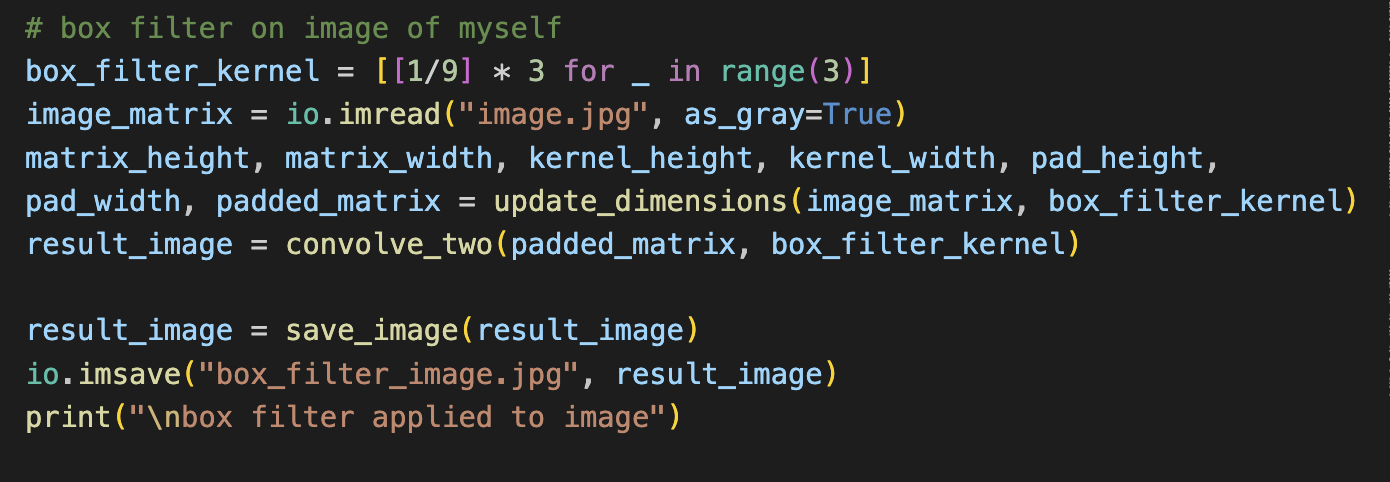 # box filter on image of myself
box_filter_kernel = [[1/9] * 3 for _ in range(3)]
image_matrix = io.imread("image.jpg", as_gray=True)
matrix_height, matrix_width, kernel_height, kernel_width, pad_height,
pad_width, padded_matrix = update_dimensions(image_matrix, box_filter_kernel)
result_image = convolve_two(padded_matrix, box_filter_kernel)
result_image = save_image(result_image)
io.imsave("box_filter_image.jpg", result_image)
print("\nbox filter applied to image")